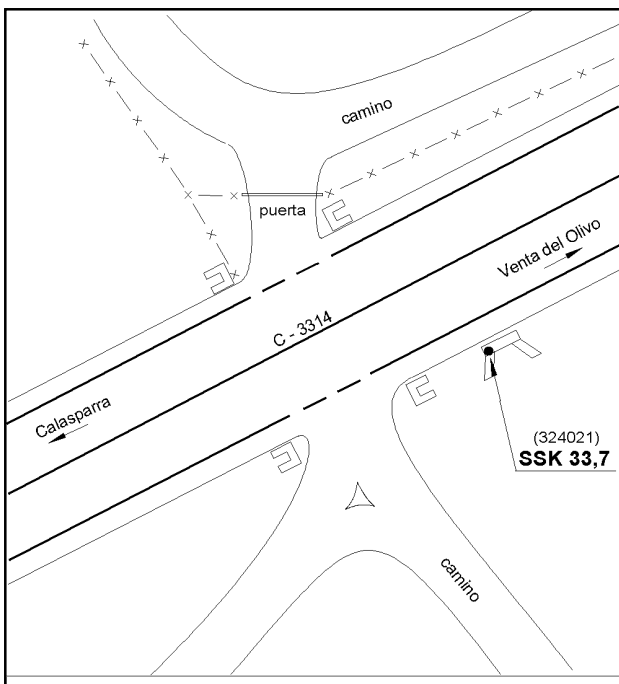 camino
puerta
Venta del Olivo
C - 3314
Calasparra
(324021)
SSK 33,7
camino